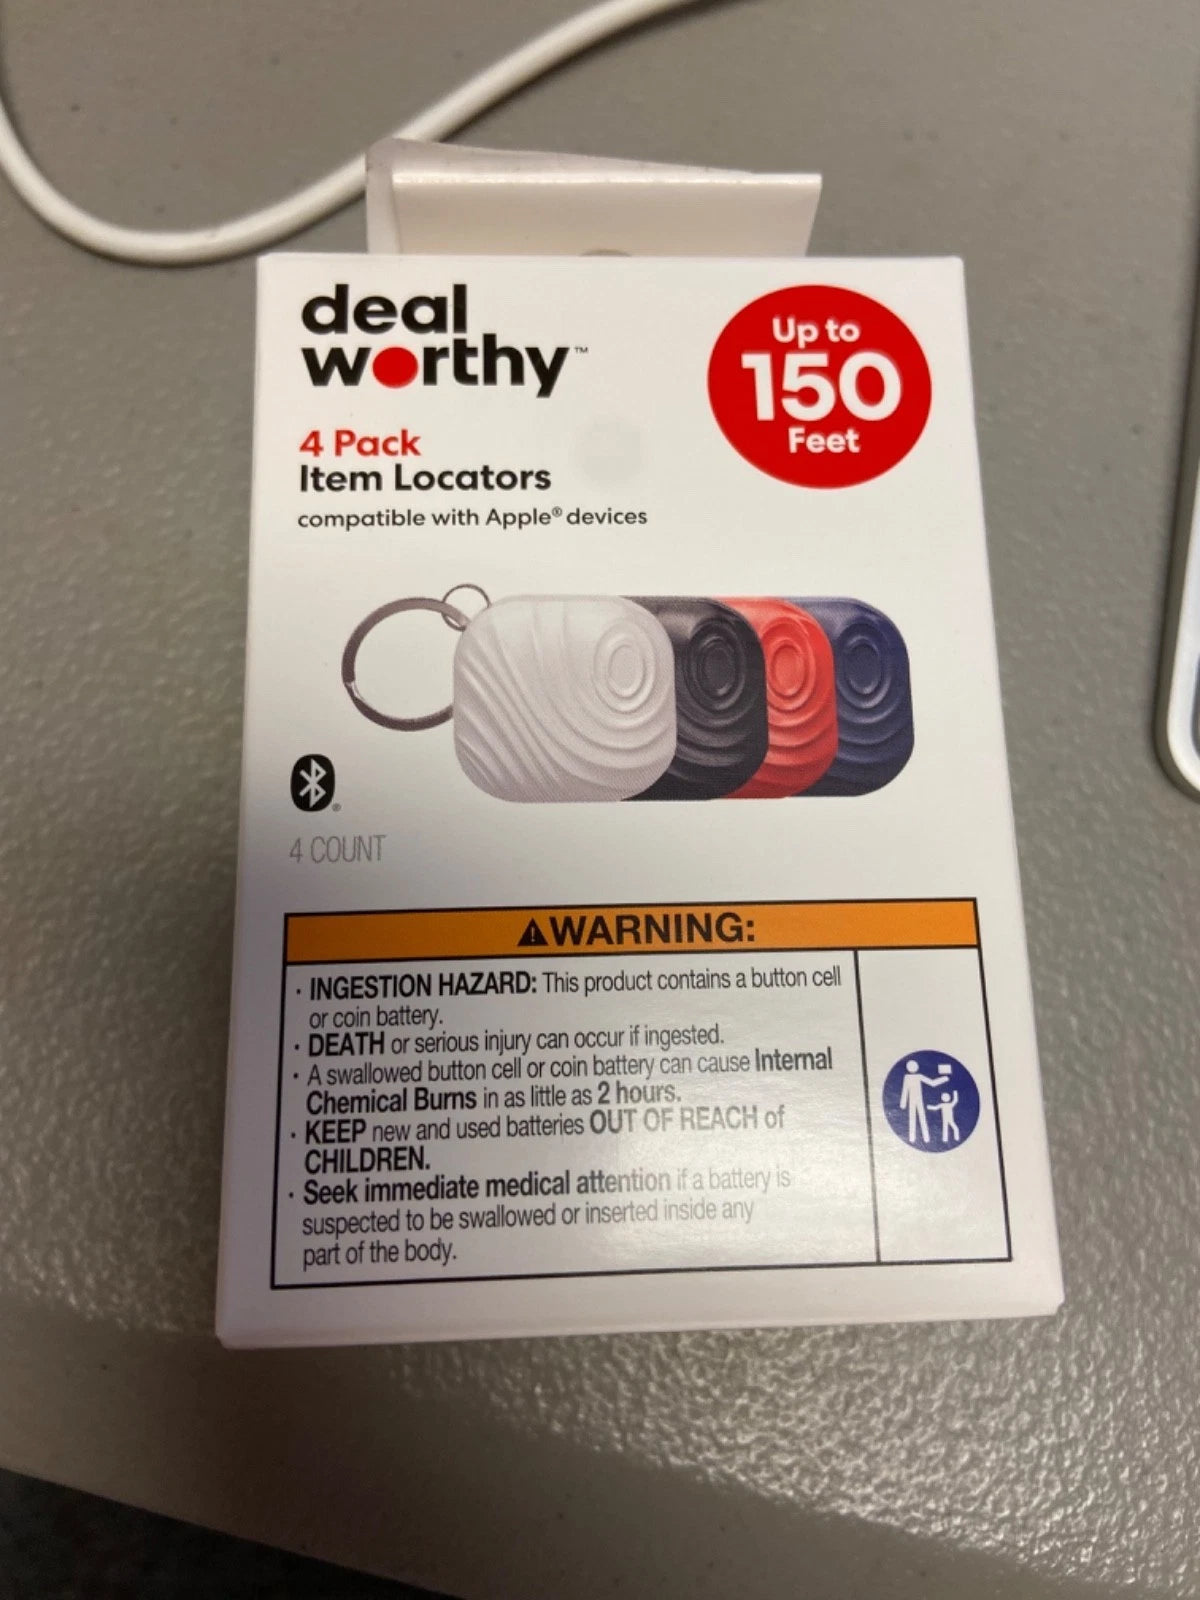 deal
worthy™
Up to
150
Feet
4 Pack
Item Locators
compatible with Apple® devices
4 COUNT
⚠WARNING:
· INGESTION HAZARD: This product contains a button cell
or coin battery.
· DEATH or serious injury can occur if ingested.
· A swallowed button cell or coin battery can cause Internal
Chemical Burns in as little as 2 hours.
· KEEP new and used batteries OUT OF REACH of
CHILDREN.
· Seek immediate medical attention if a battery is
suspected to be swallowed or inserted inside any
part of the body.